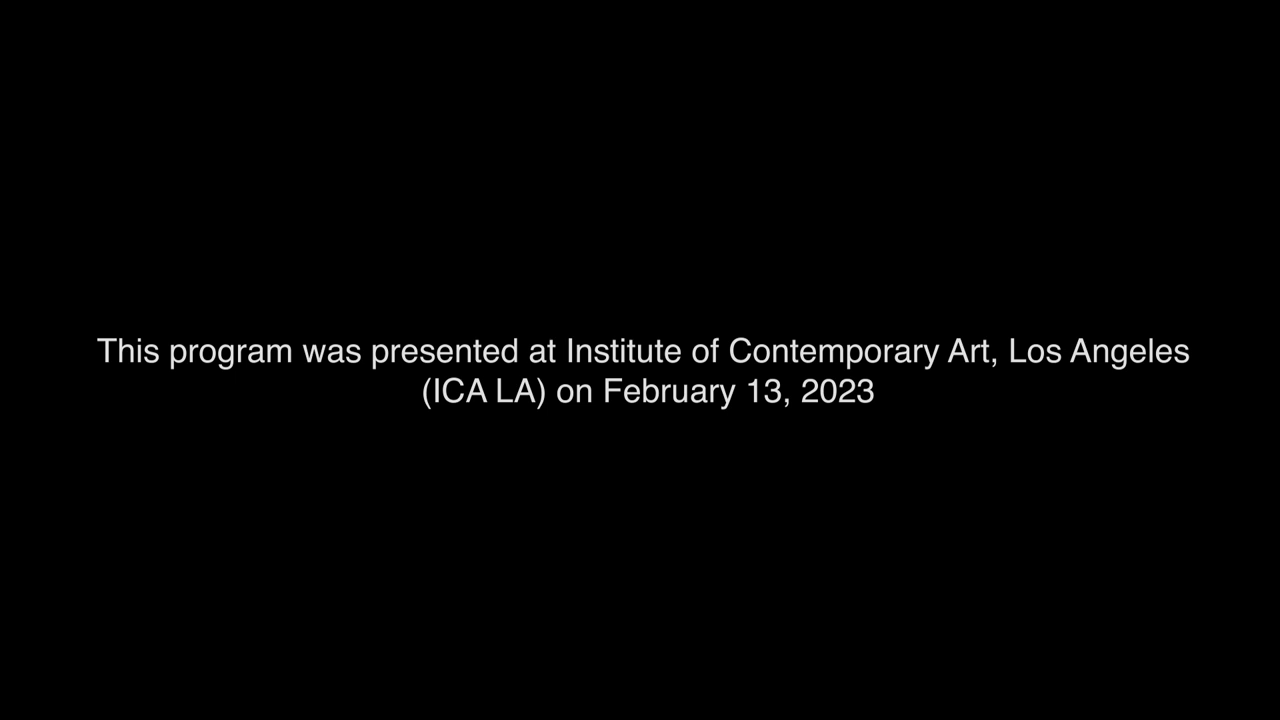 This program was presented at Institute of Contemporary Art, Los Angeles
(ICA LA) on February 13, 2023